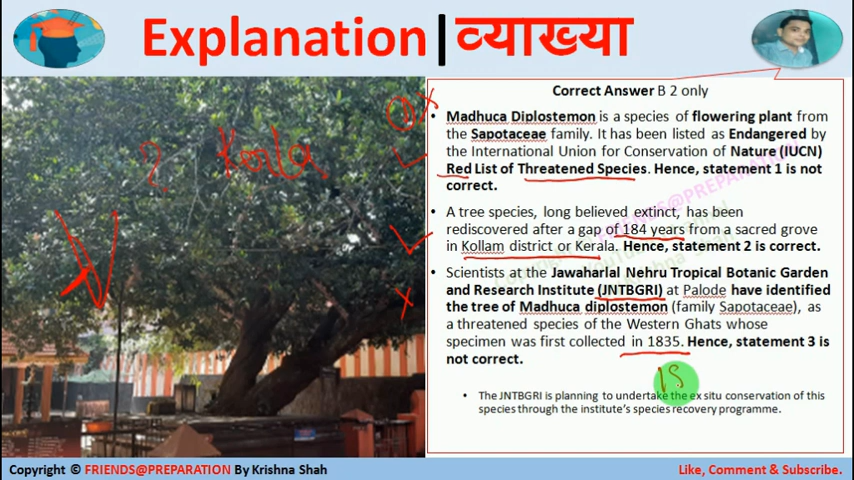 Explanation|व्याख्या
Correct Answer B 2 only
• Madhuca Diplostemon is a species of flowering plant from
the Sapotaceae family. It has been listed as Endangered by
the International Union for Conservation of Nature (IUCN)
Red List of Threatened Species. Hence, statement 1 is not
correct.
• A tree species, long believed extinct, has been
rediscovered after a gap of 184 years from a sacred grove
in Kollam district or Kerala. Hence, statement 2 is correct.
• Scientists at the Jawaharlal Nehru Tropical Botanic Garden
and Research Institute (JNTBGRI) at Palode have identified
the tree of Madhuca diplostemon (family Sapotaceae), as
a threatened species of the Western Ghats whose
specimen was first collected in 1835. Hence, statement 3 is
not correct.
• The JNTBGRI is planning to undertake the ex situ conservation of this
species through the institute's species recovery programme.
Copyright © FRIENDS@PREPARATION By Krishna Shah
Like, Comment & Subscribe.